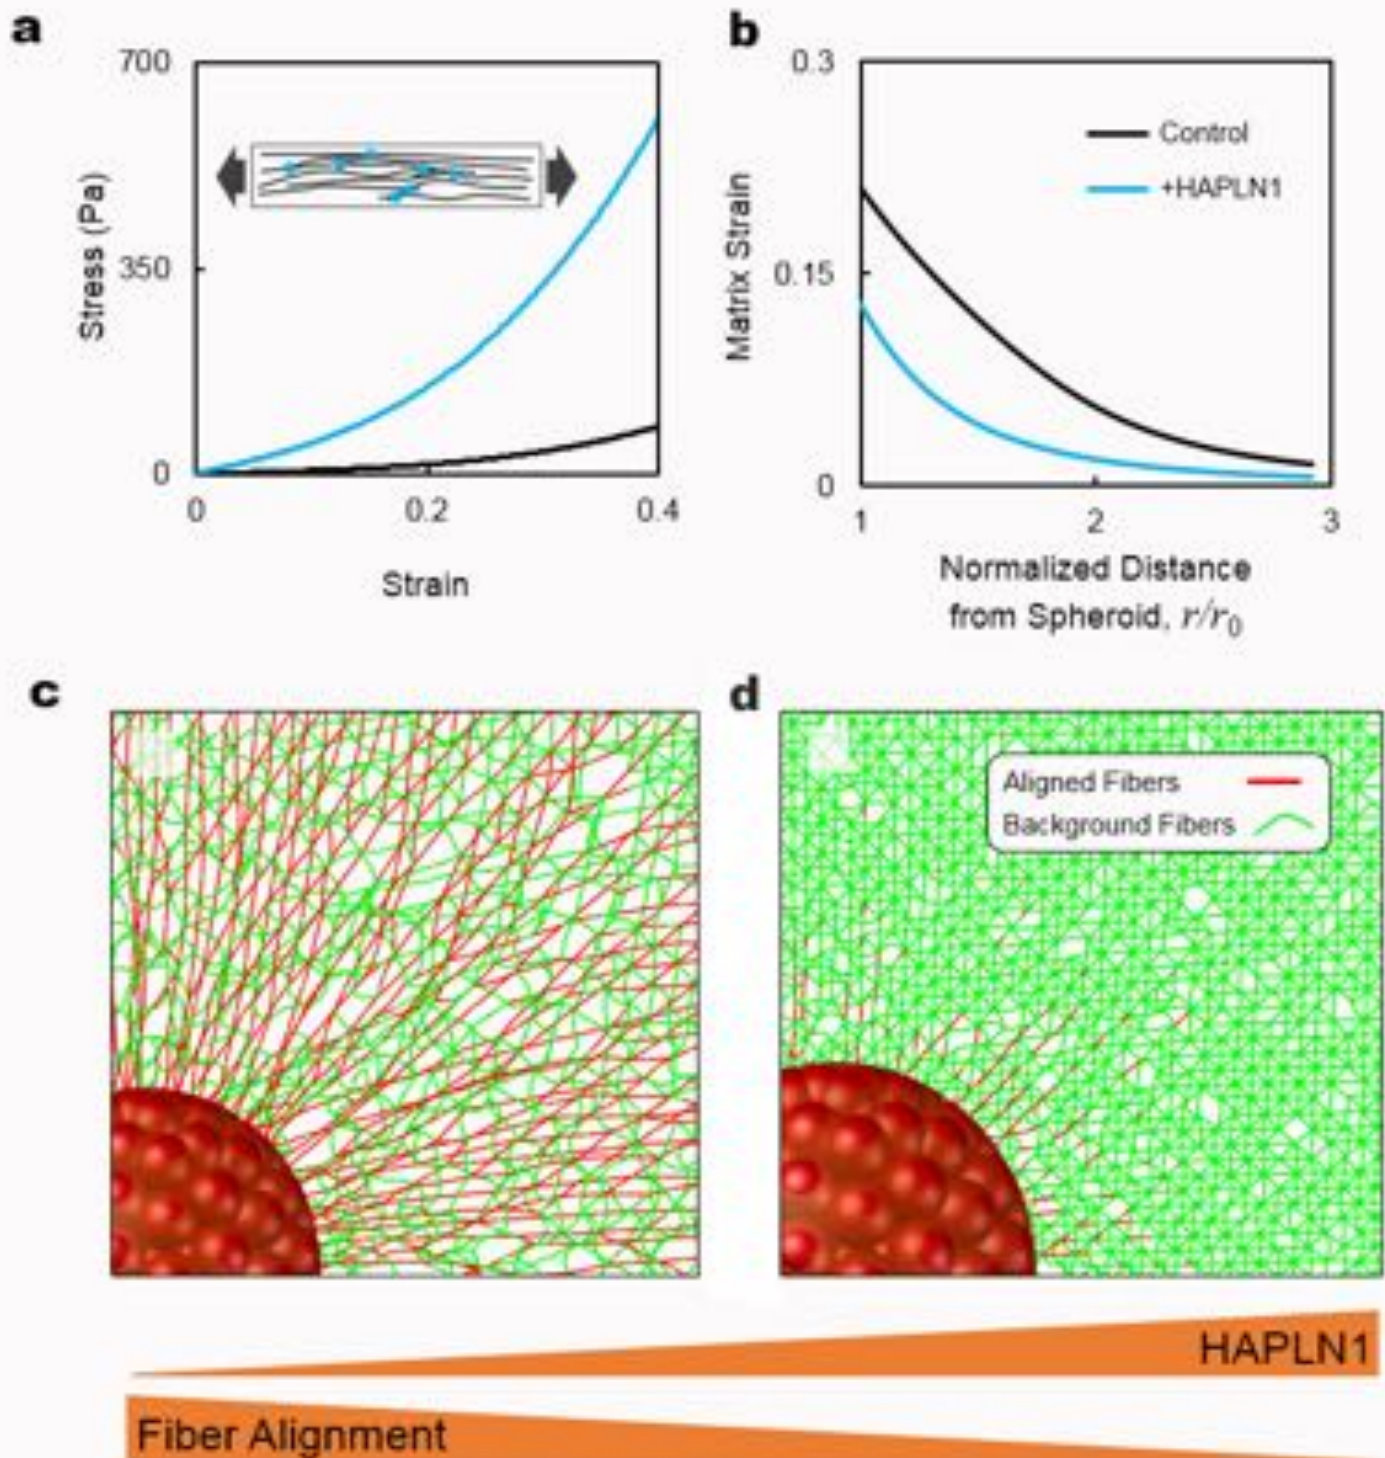 a
700
350
0
Stress (Pa)
0
0.2
0.4
Strain
b
0.3
0.15
0
Matrix Strain
Control
+HAPLN1
1
2
3
Normalized Distance
from Spheroid, r/r0
c
d
Aligned Fibers
Background Fibers
HAPLN1
Fiber Alignment